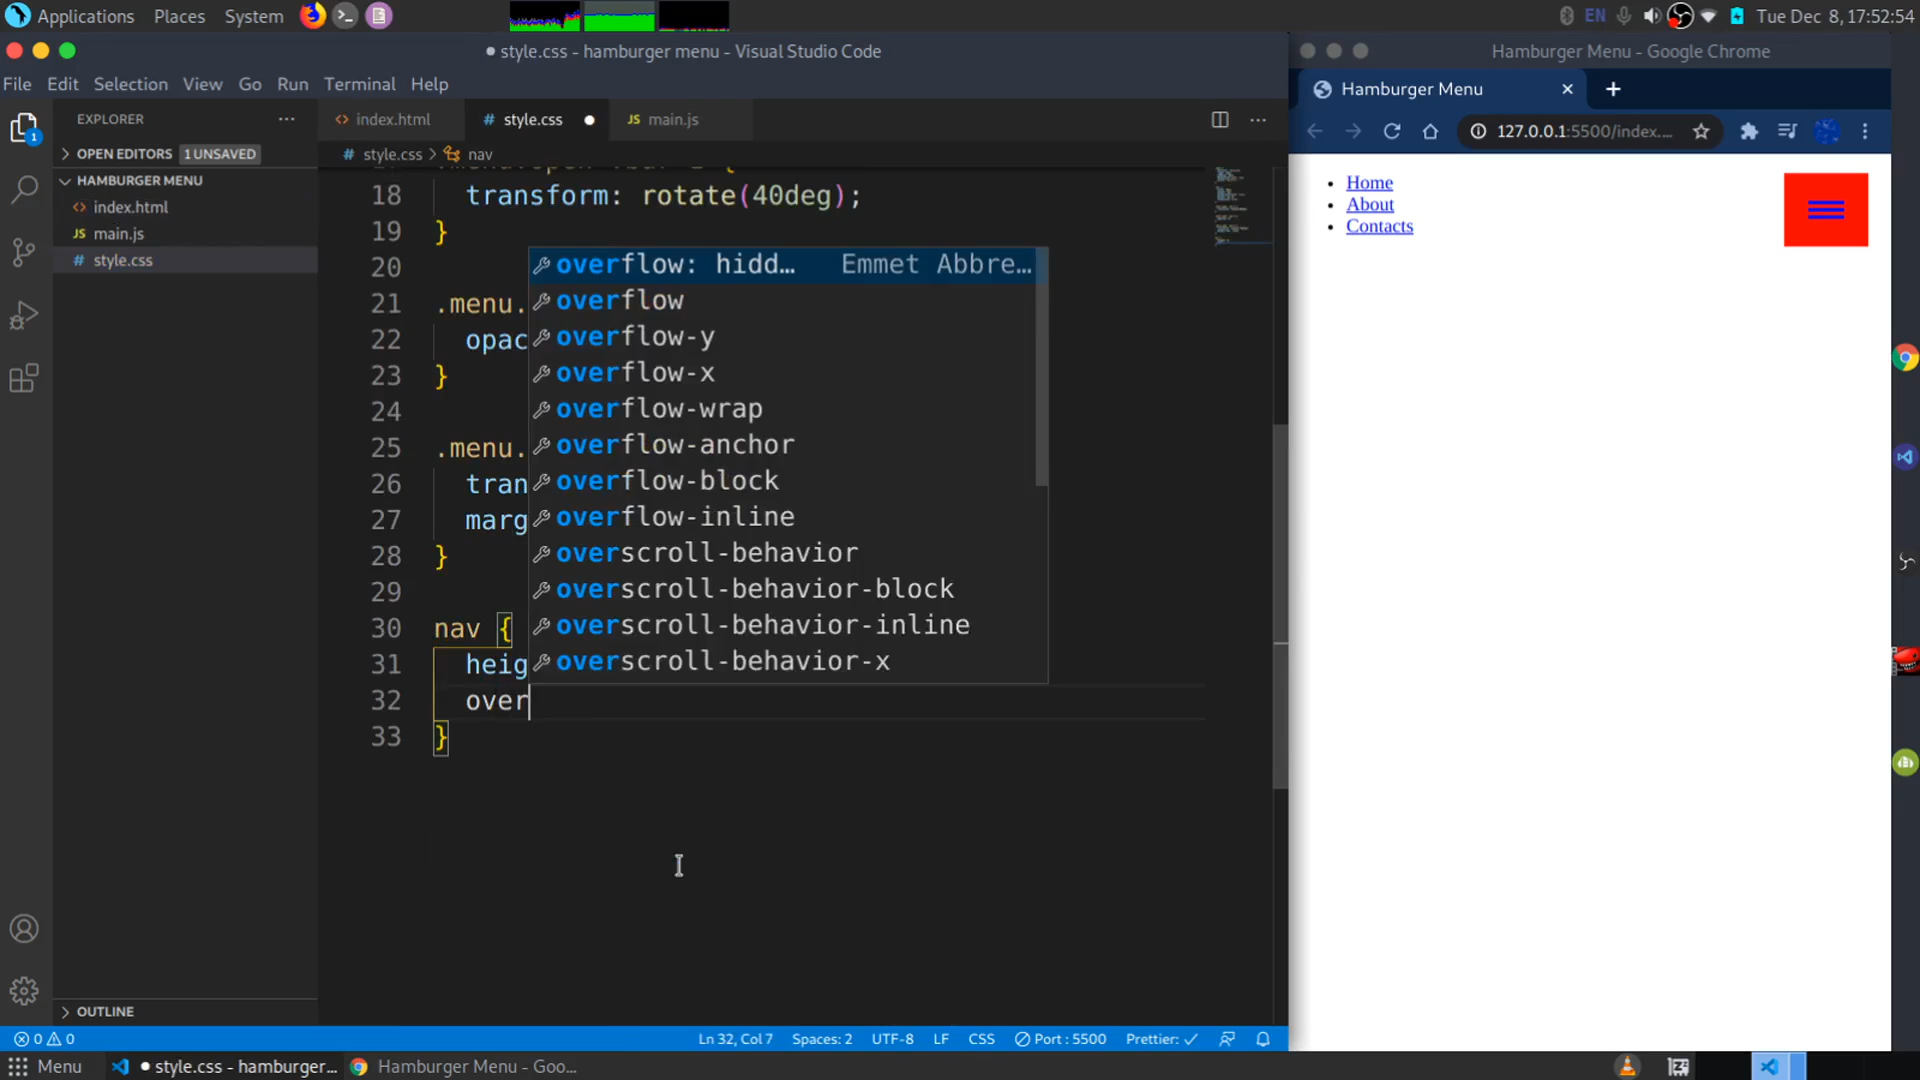 Applications Places System EN Tue Dec 8, 17:52:54
● style.css - hamburger menu - Visual Studio Code
Hamburger Menu - Google Chrome
File Edit Selection View Go Run Terminal Help
Hamburger Menu
EXPLORER
index.html
# style.css
JS main.js
127.0.0.1:5500/index....
OPEN EDITORS 1 UNSAVED
# style.css > nav
HAMBURGER MENU
<> index.html
JS main.js
# style.css
18 transform: rotate(40deg);
19 }
20
21 .menu.
22 opac
23 }
24
25 .menu.
26 tran
27 marg
28 }
29
30 nav {
31 heig
32 over
33 }
overflow: hidd... Emmet Abbre...
overflow
overflow-y
overflow-x
overflow-wrap
overflow-anchor
overflow-block
overflow-inline
overscroll-behavior
overscroll-behavior-block
overscroll-behavior-inline
overscroll-behavior-x
Home
About
Contacts
OUTLINE
0 0 Ln 32, Col 7 Spaces: 2 UTF-8 LF CSS Port : 5500 Prettier: ✓
Menu ● style.css - hamburger... Hamburger Menu - Goo...